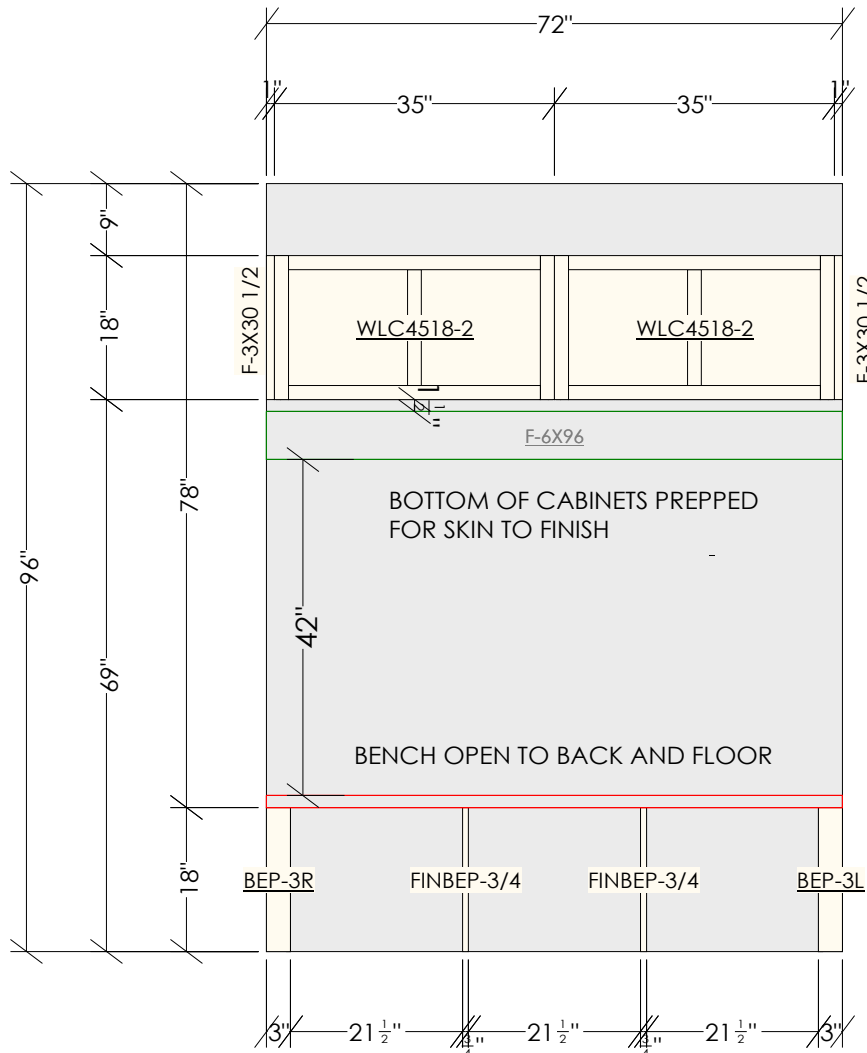 72"
1"
35"
35"
1"
9"
18"
78"
96"
69"
18"
F-3X30 1/2
WLC4518-2
WLC4518-2
F-3X30 1/2
F-6X96
BOTTOM OF CABINETS PREPPED
FOR SKIN TO FINISH
42"
BENCH OPEN TO BACK AND FLOOR
BEP-3R
FINBEP-3/4
FINBEP-3/4
BEP-3L
3"
21 1/2"
3/4"
21 1/2"
3/4"
21 1/2"
3"